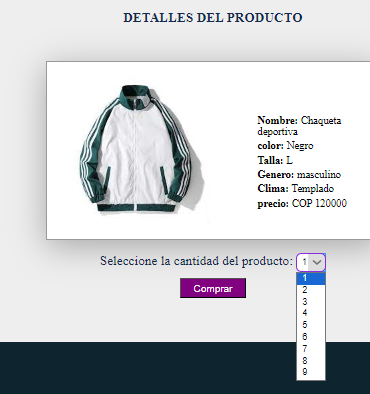 DETALLES DEL PRODUCTO
Nombre: Chaqueta
deportiva
color: Negro
Talla: L
Genero: masculino
Clima: Templado
precio: COP 120000
Seleccione la cantidad del producto: 1
Comprar
1
2
3
4
5
6
7
8
9